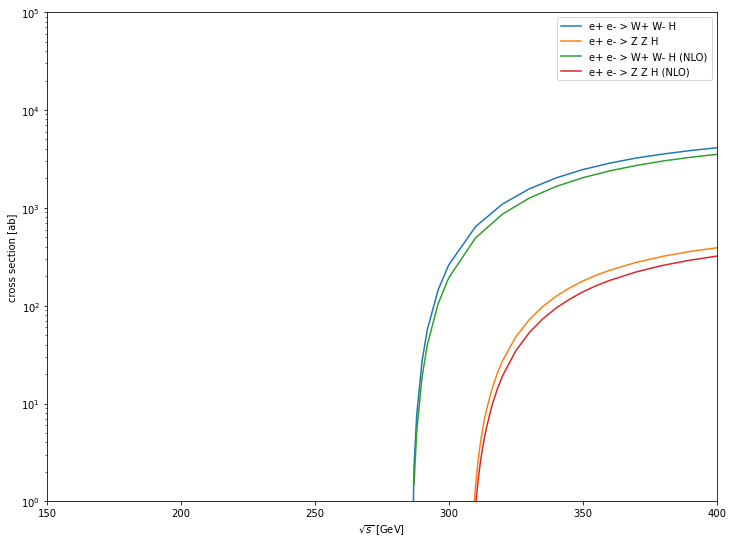 e+ e- > W+ W- H
e+ e- > Z Z H
e+ e- > W+ W- H (NLO)
e+ e- > Z Z H (NLO)
10^5
10^4
10^3
10^2
10^1
10^0
cross section [ab]
150 200 250 300 350 400
√s [GeV]